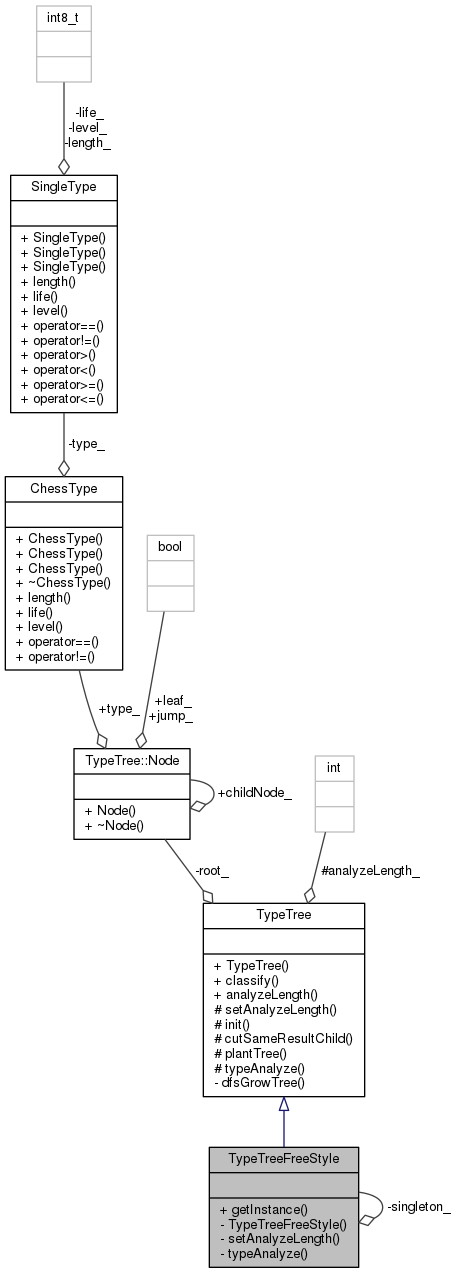 int8_t
-life_
-level_
-length_
SingleType
+ SingleType()
+ SingleType()
+ SingleType()
+ length()
+ life()
+ level()
+ operator==()
+ operator!=()
+ operator>()
+ operator<()
+ operator>=()
+ operator<=()
-type_
ChessType
+ ChessType()
+ ChessType()
+ ChessType()
+ ~ChessType()
+ length()
+ life()
+ level()
+ operator==()
+ operator!=()
bool
+type_
+leaf_
+jump_
TypeTree::Node
+ Node()
+ ~Node()
+childNode_
int
-root_
#analyzeLength_
TypeTree
+ TypeTree()
+ classify()
+ analyzeLength()
# setAnalyzeLength()
# init()
# cutSameResultChild()
# plantTree()
# typeAnalyze()
- dfsGrowTree()
TypeTreeFreeStyle
+ getInstance()
- TypeTreeFreeStyle()
- setAnalyzeLength()
- typeAnalyze()
-singleton_